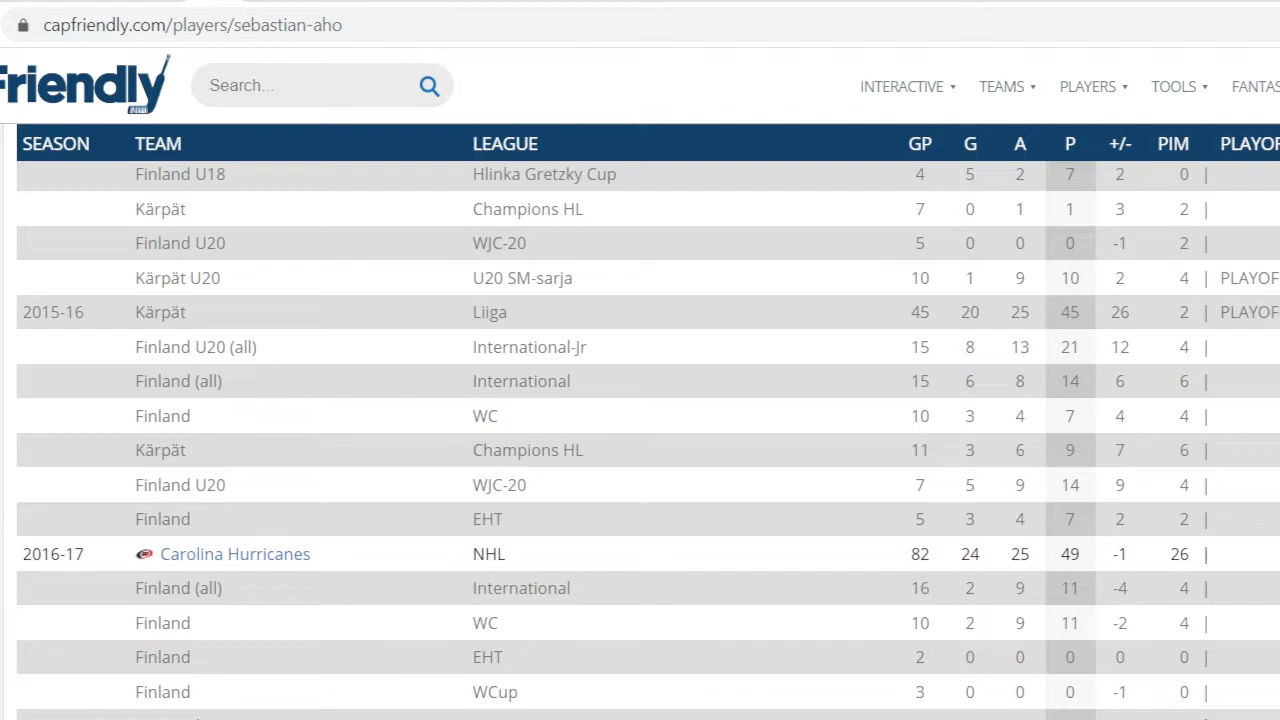 capfriendly.com/players/sebastian-aho
Friendly Search... INTERACTIVE ▾ TEAMS ▾ PLAYERS ▾ TOOLS ▾ FANTAS
SEASON TEAM LEAGUE GP G A P +/- PIM PLAYOF
Finland U18 Hlinka Gretzky Cup 4 5 2 7 2 0 |
Kärpät Champions HL 7 0 1 1 3 2 |
Finland U20 WJC-20 5 0 0 0 -1 2 |
Kärpät U20 U20 SM-sarja 10 1 9 10 2 4 | PLAYOF
2015-16 Kärpät Liiga 45 20 25 45 26 2 | PLAYOF
Finland U20 (all) International-Jr 15 8 13 21 12 4 |
Finland (all) International 15 6 8 14 6 6 |
Finland WC 10 3 4 7 4 4 |
Kärpät Champions HL 11 3 6 9 7 6 |
Finland U20 WJC-20 7 5 9 14 9 4 |
Finland EHT 5 3 4 7 2 2 |
2016-17 Carolina Hurricanes NHL 82 24 25 49 -1 26 |
Finland (all) International 16 2 9 11 -4 4 |
Finland WC 10 2 9 11 -2 4 |
Finland EHT 2 0 0 0 0 0 |
Finland WCup 3 0 0 0 -1 0 |